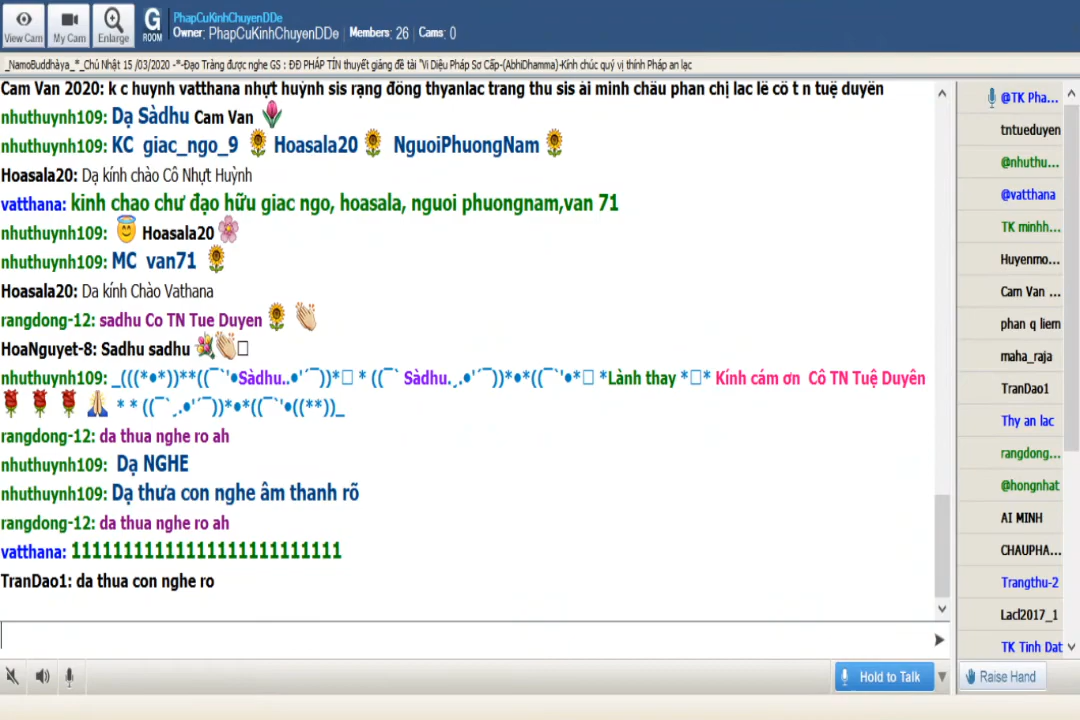 View Cam
My Cam
Enlarge
G
ROOM
PhapCuKinhChuyenDDe
Owner: PhapCuKinhChuyenDDe | Members: 26 | Cams: 0
_NamoBuddhàya_*_Chủ Nhật 15 /03/2020 -*-Đạo Tràng được nghe GS : ĐĐ PHÁP TÍN thuyết giảng đề tài "Vi Diệu Pháp Sơ Cấp-(AbhiDhamma)-Kính chúc quý vị thính Pháp an lạc
Cam Van 2020: k c huynh vatthana nhựt huỳnh sis rạng đông thyanlac trang thu sis ái minh châu phan chị lac lê cô t n tuệ duyên
nhuthuynh109: Dạ Sàdhu Cam Van
nhuthuynh109: KC giac_ngo_9 Hoasala20 NguoiPhuongNam
Hoasala20: Dạ kính chào Cô Nhựt Huỳnh
vatthana: kinh chao chư đạo hữu giac ngo, hoasala, nguoi phuongnam,van 71
nhuthuynh109: Hoasala20
nhuthuynh109: MC van71
Hoasala20: Da kính Chào Vathana
rangdong-12: sadhu Co TN Tue Duyen
HoaNguyet-8: Sadhu sadhu
nhuthuynh109: _(((*•*))**((¯`'•Sàdhu..•'´¯))*□ * ((¯` Sàdhu.¸.•'´¯))*•*((¯`'•*□ *Lành thay *□* Kính cám ơn Cô TN Tuệ Duyên
* * ((¯`¸.•'´¯))*•*((¯`'•((**))_
rangdong-12: da thua nghe ro ah
nhuthuynh109: Dạ NGHE
nhuthuynh109: Dạ thưa con nghe âm thanh rõ
rangdong-12: da thua nghe ro ah
vatthana: 11111111111111111111111111
TranDao1: da thua con nghe ro
@TK Pha...
tntueduyen
@nhuthu...
@vatthana
TK minhh...
Huyenmo...
Cam Van ...
phan q liem
maha_raja
TranDao1
Thy an lac
rangdong...
@hongnhat
AI MINH
CHAUPHA...
Trangthu-2
Lacl2017_1
TK Tinh Dat
Hold to Talk
Raise Hand